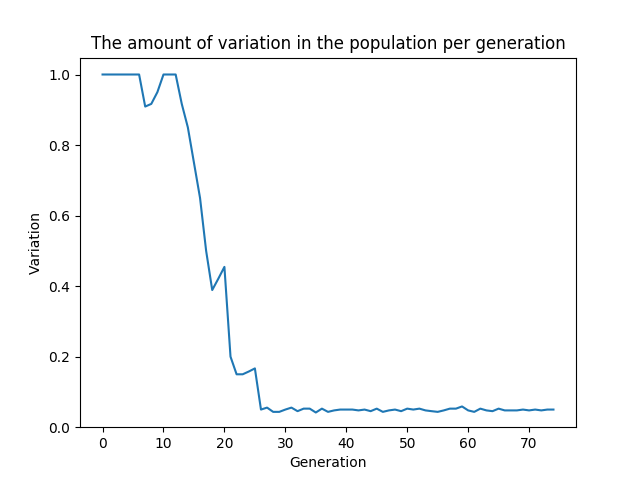 The amount of variation in the population per generation
1.0
0.8
0.6
0.4
0.2
0.0
Variation
0 10 20 30 40 50 60 70
Generation